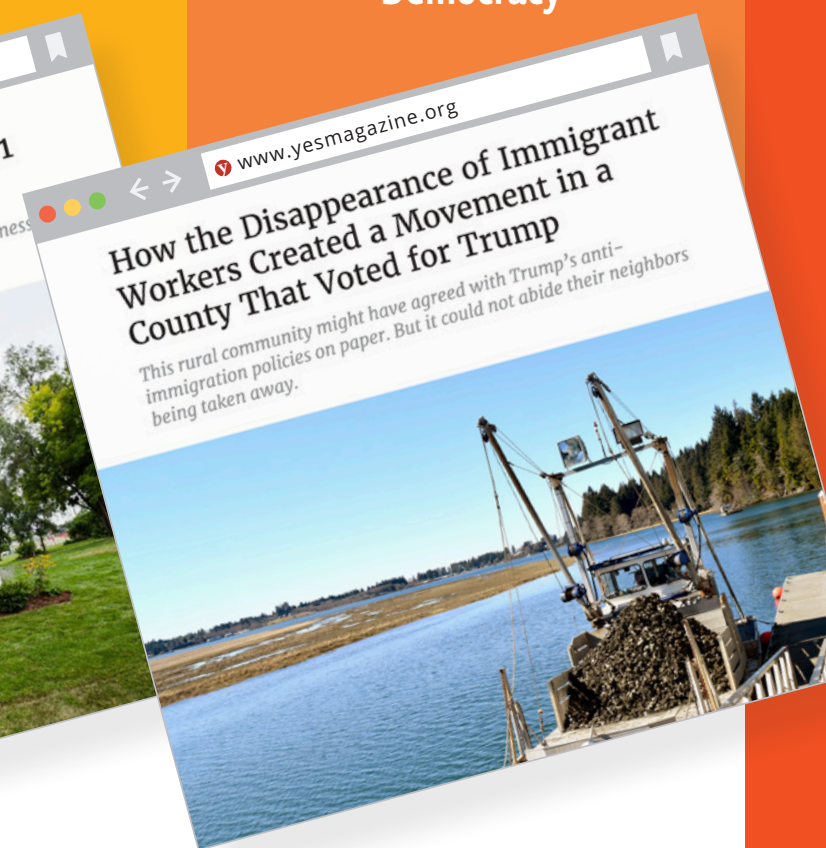 Democracy
1
ness
www.yesmagazine.org
How the Disappearance of Immigrant
Workers Created a Movement in a
County That Voted for Trump
This rural community might have agreed with Trump's anti-
immigration policies on paper. But it could not abide their neighbors
being taken away.